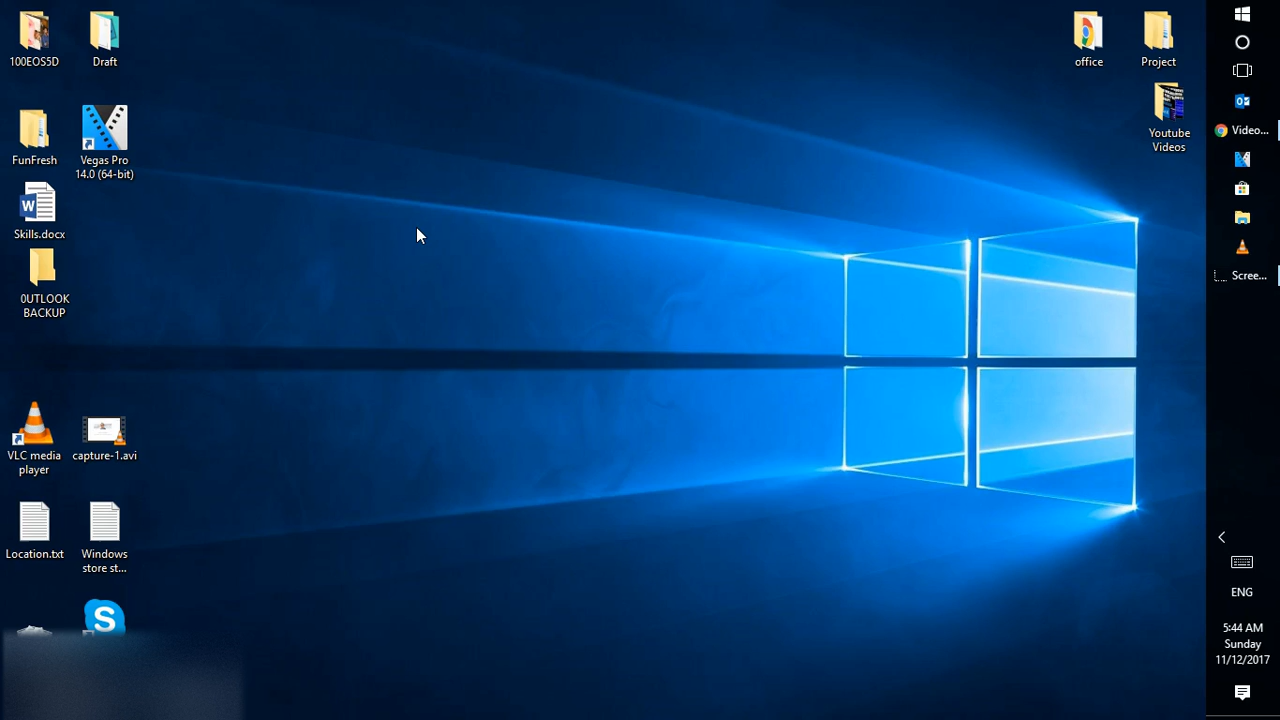 100EOS5D
Draft
FunFresh
Vegas Pro
14.0 (64-bit)
Skills.docx
0UTLOOK
BACKUP
VLC media
player
capture-1.avi
Location.txt
Windows
store st...
office
Project
Youtube
Videos
Video...
Scree...
ENG
5:44 AM
Sunday
11/12/2017